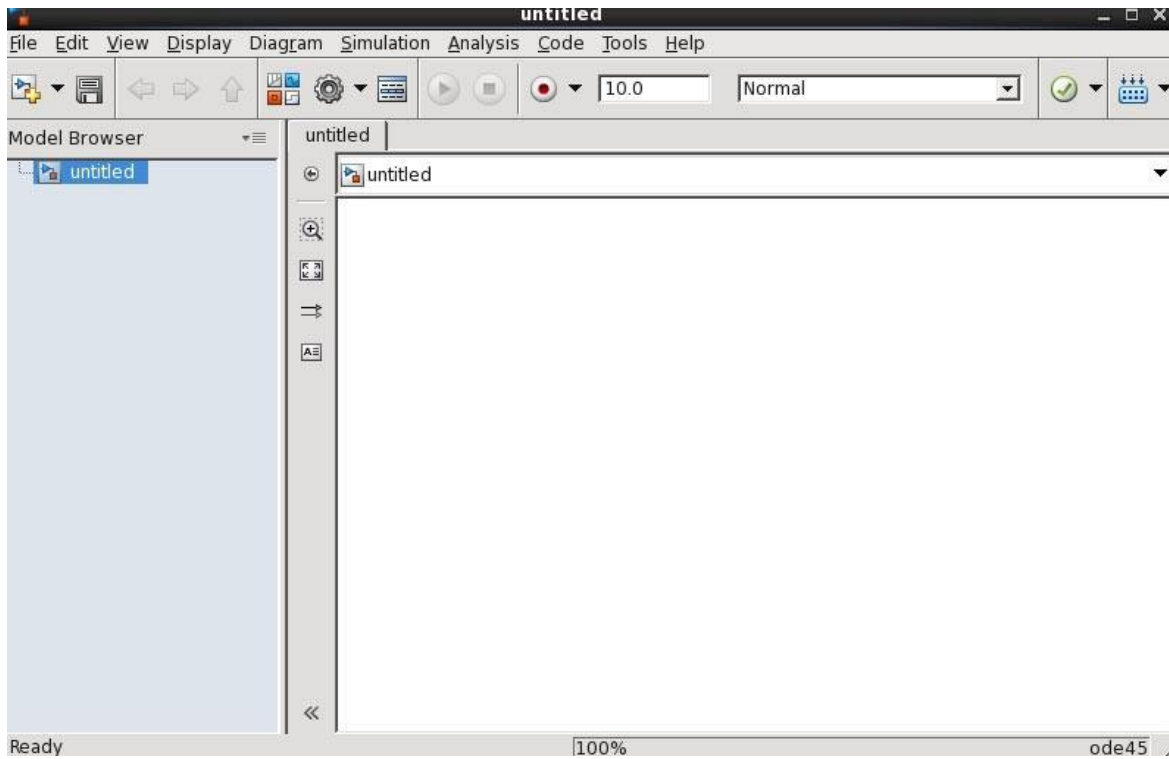 untitled
File Edit View Display Diagram Simulation Analysis Code Tools Help
10.0 Normal
Model Browser untitled
untitled untitled
Ready 100% ode45